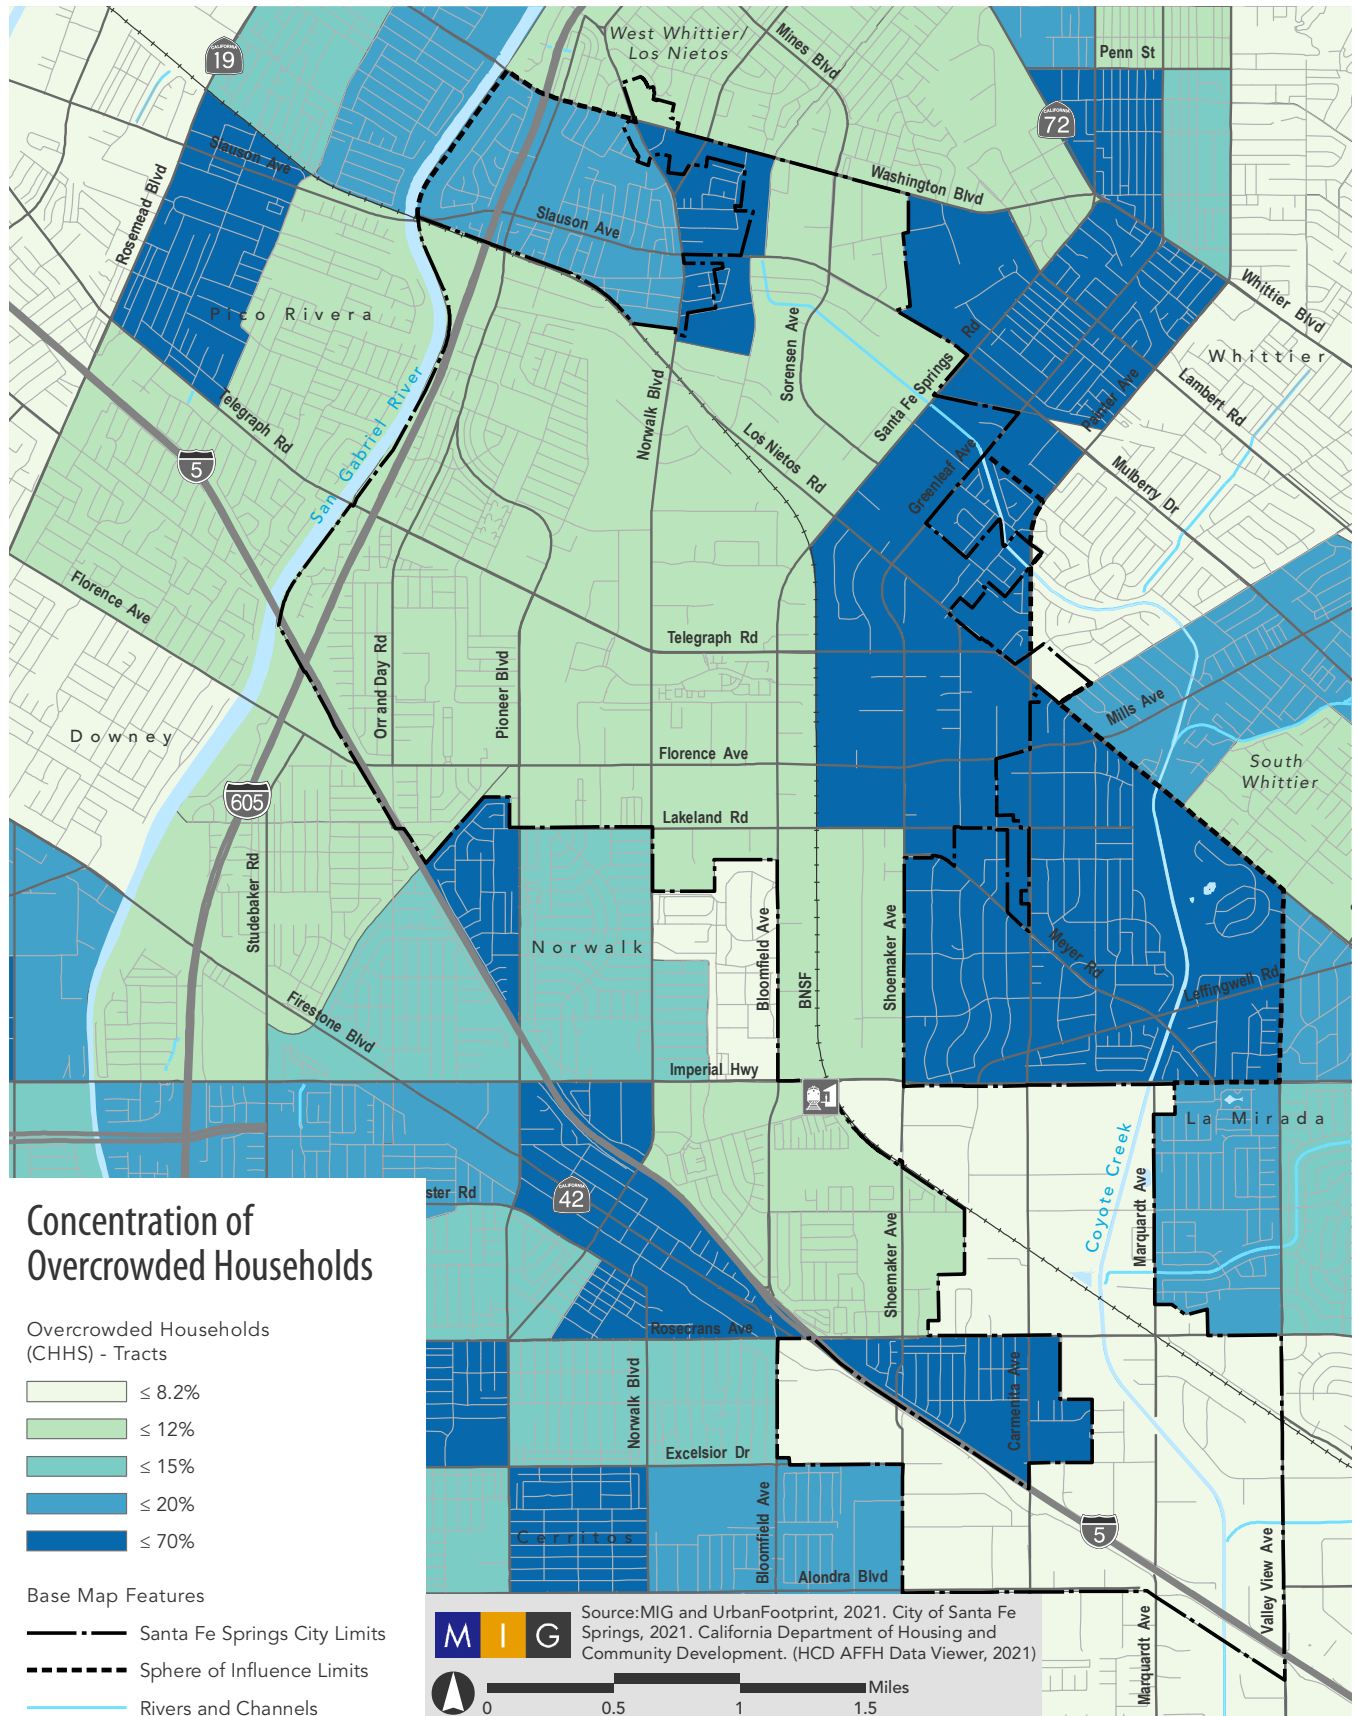 West Whittier/
Los Nietos
Mines Blvd
Penn St
CALIFORNIA
19
CALIFORNIA
72
Slauson Ave
Rosemead Blvd
Washington Blvd
Slauson Ave
Whittier Blvd
Pico Rivera
Sorensen Ave
Santa Fe Springs Rd
Whittier
Lambert Rd
Painter Ave
Norwalk Blvd
Telegraph Rd
San Gabriel River
5
Los Nietos Rd
Greenleaf Ave
Mulberry Dr
Florence Ave
Telegraph Rd
Orr and Day Rd
Pioneer Blvd
Mills Ave
Downey
Florence Ave
South
Whittier
605
Lakeland Rd
Studebaker Rd
Norwalk
Bloomfield Ave
BNSF
Shoemaker Ave
Meyer Rd
Leffingwell Rd
Firestone Blvd
Imperial Hwy
La Mirada
Coyote Creek
Marquardt Ave
ster Rd
CALIFORNIA
42
Shoemaker Ave
Rosecrans Ave
Norwalk Blvd
Carmenita Ave
Excelsior Dr
Bloomfield Ave
Cerritos
5
Valley View Ave
Alondra Blvd
Marquardt Ave
Concentration of
Overcrowded Households
Overcrowded Households
(CHHS) - Tracts
≤ 8.2%
≤ 12%
≤ 15%
≤ 20%
≤ 70%
Base Map Features
Santa Fe Springs City Limits
Sphere of Influence Limits
Rivers and Channels
M I G
Source:MIG and UrbanFootprint, 2021. City of Santa Fe
Springs, 2021. California Department of Housing and
Community Development. (HCD AFFH Data Viewer, 2021)
Miles
0 0.5 1 1.5